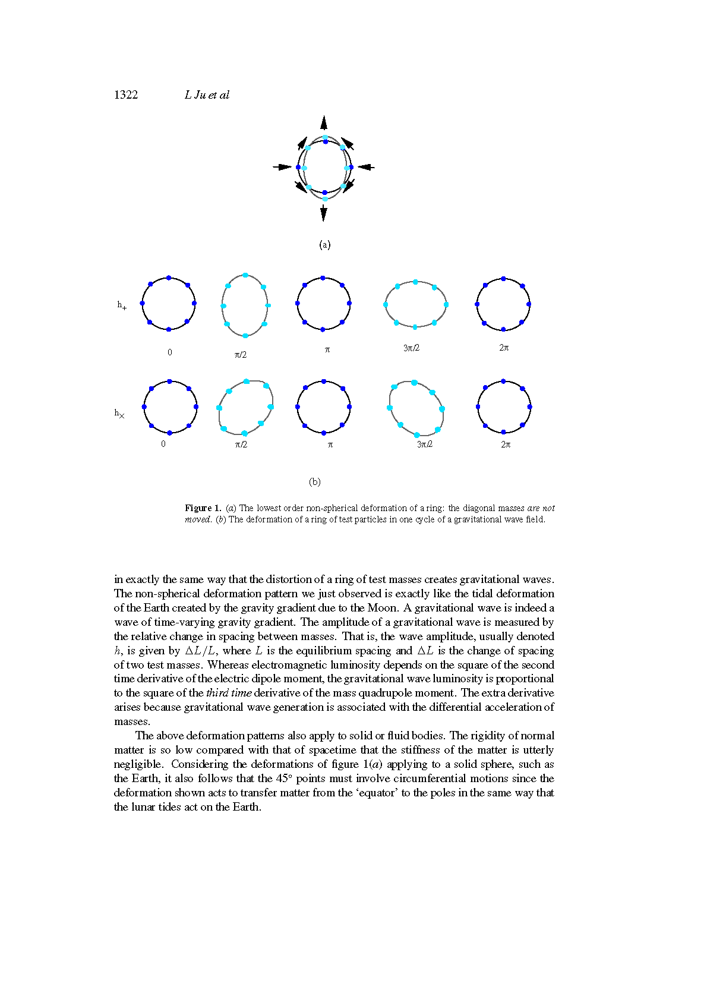 1322 L Ju et al
(a)
h+
0 π/2 π 3π/2 2π
h×
0 π/2 π 3π/2 2π
(b)
Figure 1. (a) The lowest order non-spherical deformation of a ring: the diagonal masses are not
moved. (b) The deformation of a ring of test particles in one cycle of a gravitational wave field.
in exactly the same way that the distortion of a ring of test masses creates gravitational waves.
The non-spherical deformation pattern we just observed is exactly like the tidal deformation
of the Earth created by the gravity gradient due to the Moon. A gravitational wave is indeed a
wave of time-varying gravity gradient. The amplitude of a gravitational wave is measured by
the relative change in spacing between masses. That is, the wave amplitude, usually denoted
h, is given by ΔL/L, where L is the equilibrium spacing and ΔL is the change of spacing
of two test masses. Whereas electromagnetic luminosity depends on the square of the second
time derivative of the electric dipole moment, the gravitational wave luminosity is proportional
to the square of the third time derivative of the mass quadrupole moment. The extra derivative
arises because gravitational wave generation is associated with the differential acceleration of
masses.
The above deformation patterns also apply to solid or fluid bodies. The rigidity of normal
matter is so low compared with that of spacetime that the stiffness of the matter is utterly
negligible. Considering the deformations of figure 1(a) applying to a solid sphere, such as
the Earth, it also follows that the 45° points must involve circumferential motions since the
deformation shown acts to transfer matter from the ‘equator’ to the poles in the same way that
the lunar tides act on the Earth.